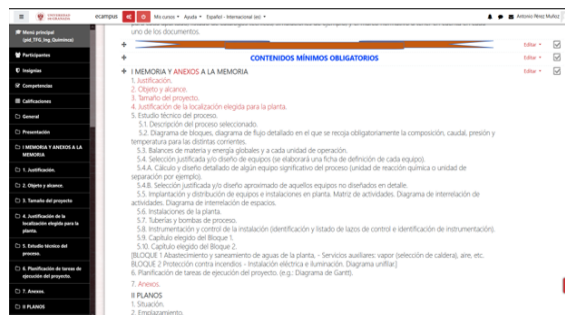 ecampus
Mis cursos
Ayuda
Español - Internacional (es)
Antonio Nívez Muñoz
Menú principal
(pid_TFG_Ing_Químicos)
Participantes
Insignias
Competencias
Calificaciones
General
Presentación
I MEMORIA Y ANEXOS A LA
MEMORIA
1. Justificación.
2. Objeto y alcance.
3. Tamaño del proyecto
4. Justificación de la
localización elegida para la
planta.
5. Estudio técnico del
proceso.
6. Planificación de tareas de
ejecución del proyecto.
7. Anexos.
II PLANOS
uno de los documentos.
Editar
CONTENIDOS MÍNIMOS OBLIGATORIOS
Editar
I MEMORIA Y ANEXOS A LA MEMORIA
Editar
1. Justificación.
2. Objeto y alcance.
3. Tamaño del proyecto.
4. Justificación de la localización elegida para la planta.
5. Estudio técnico del proceso.
5.1. Descripción del proceso seleccionado.
5.2. Diagrama de bloques, diagrama de flujo detallado en el que se recoja obligatoriamente la composición, caudal, presión y
temperatura para las distintas corrientes.
5.3. Balances de materia y energía globales y a cada unidad de operación.
5.4. Selección justificada y/o diseño de equipos (se elaborará una ficha de definición de cada equipo).
5.4.A. Cálculo y diseño detallado de algún equipo significativo del proceso (unidad de reacción química o unidad de
separación por ejemplo).
5.4.B. Selección justificada y/o diseño aproximado de aquellos equipos no diseñados en detalle.
5.5. Implantación y distribución de equipos e instalaciones en planta. Matriz de actividades. Diagrama de interrelación de
actividades. Diagrama de interrelación de espacios.
5.6. Instalaciones de la planta.
5.7. Tuberías y bombas de proceso.
5.8. Instrumentación y control de la instalación (identificación y listado de lazos de control e identificación de instrumentación).
5.9. Capítulo elegido del Bloque 1.
5.10. Capítulo elegido del Bloque 2.
[BLOQUE 1 Abastecimiento y saneamiento de aguas de la planta, - Servicios auxiliares: vapor (selección de caldera), aire, etc.
BLOQUE 2 Protección contra incendios - Instalación eléctrica e iluminación. Diagrama unifilar.]
6. Planificación de tareas de ejecución del proyecto. (e.g.: Diagrama de Gantt).
7. Anexos.
II PLANOS
1. Situación.
2. Emplazamiento.